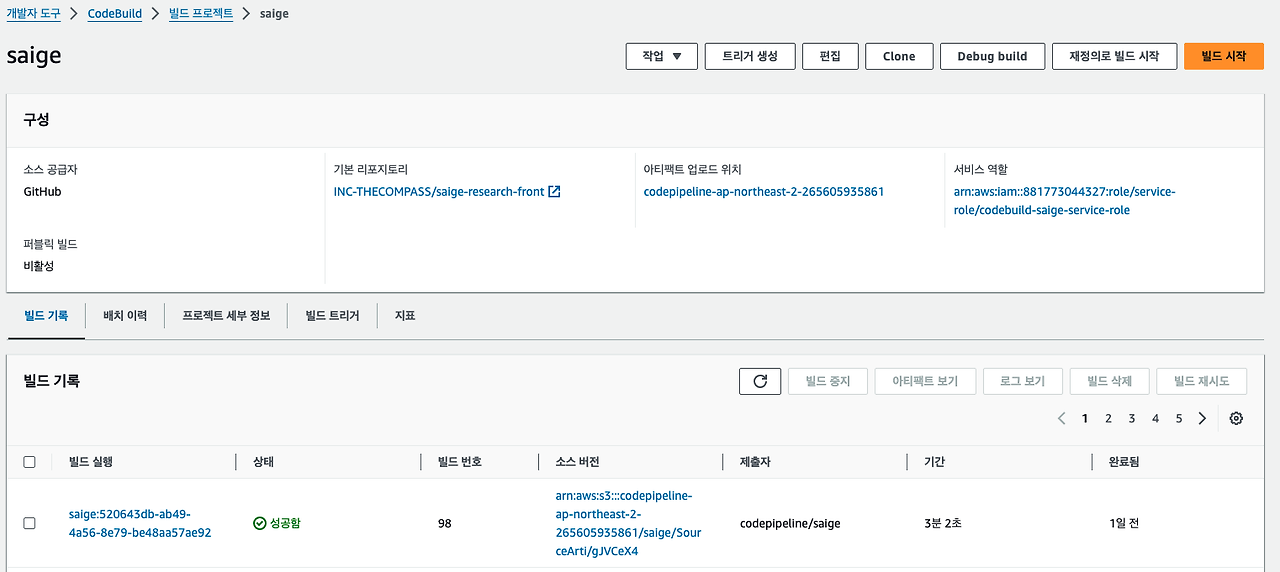 개발자 도구 > CodeBuild > 빌드 프로젝트 > saige
saige
작업 ▼ 트리거 생성 편집 Clone Debug build 재정의로 빌드 시작 빌드 시작
구성
소스 공급자
GitHub
기본 리포지토리
INC-THECOMPASS/saige-research-front
아티팩트 업로드 위치
codepipeline-ap-northeast-2-265605935861
서비스 역할
arn:aws:iam::881773044327:role/service-
role/codebuild-saige-service-role
퍼블릭 빌드
비활성
빌드 기록 배치 이력 프로젝트 세부 정보 빌드 트리거 지표
빌드 기록
빌드 중지 아티팩트 보기 로그 보기 빌드 삭제 빌드 재시도
< 1 2 3 4 5 >
빌드 실행 상태 빌드 번호 소스 버전 제출자 기간 완료됨
saige:520643db-ab49-
4a56-8e79-be48aa57ae92
성공함
98
arn:aws:s3:::codepipeline-
ap-northeast-2-
265605935861/saige/Sour
ceArti/gJVCeX4
codepipeline/saige
3분 2초
1일 전